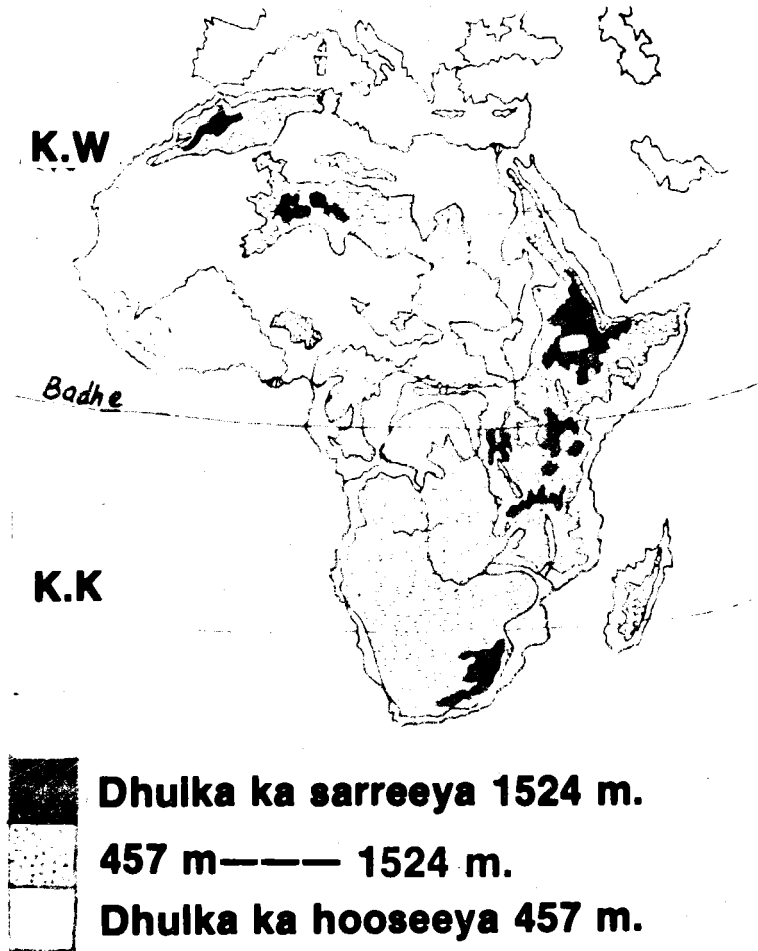 K.W
Badhe
K.K
Dhulka ka sarreeya 1524 m.
457 m——— 1524 m.
Dhulka ka hooseeya 457 m.